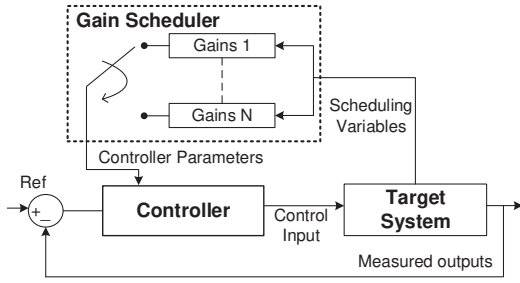 Gain Scheduler
Gains 1
Gains N
Scheduling
Variables
Controller Parameters
Ref
+
−
Controller
Control
Input
Target
System
Measured outputs